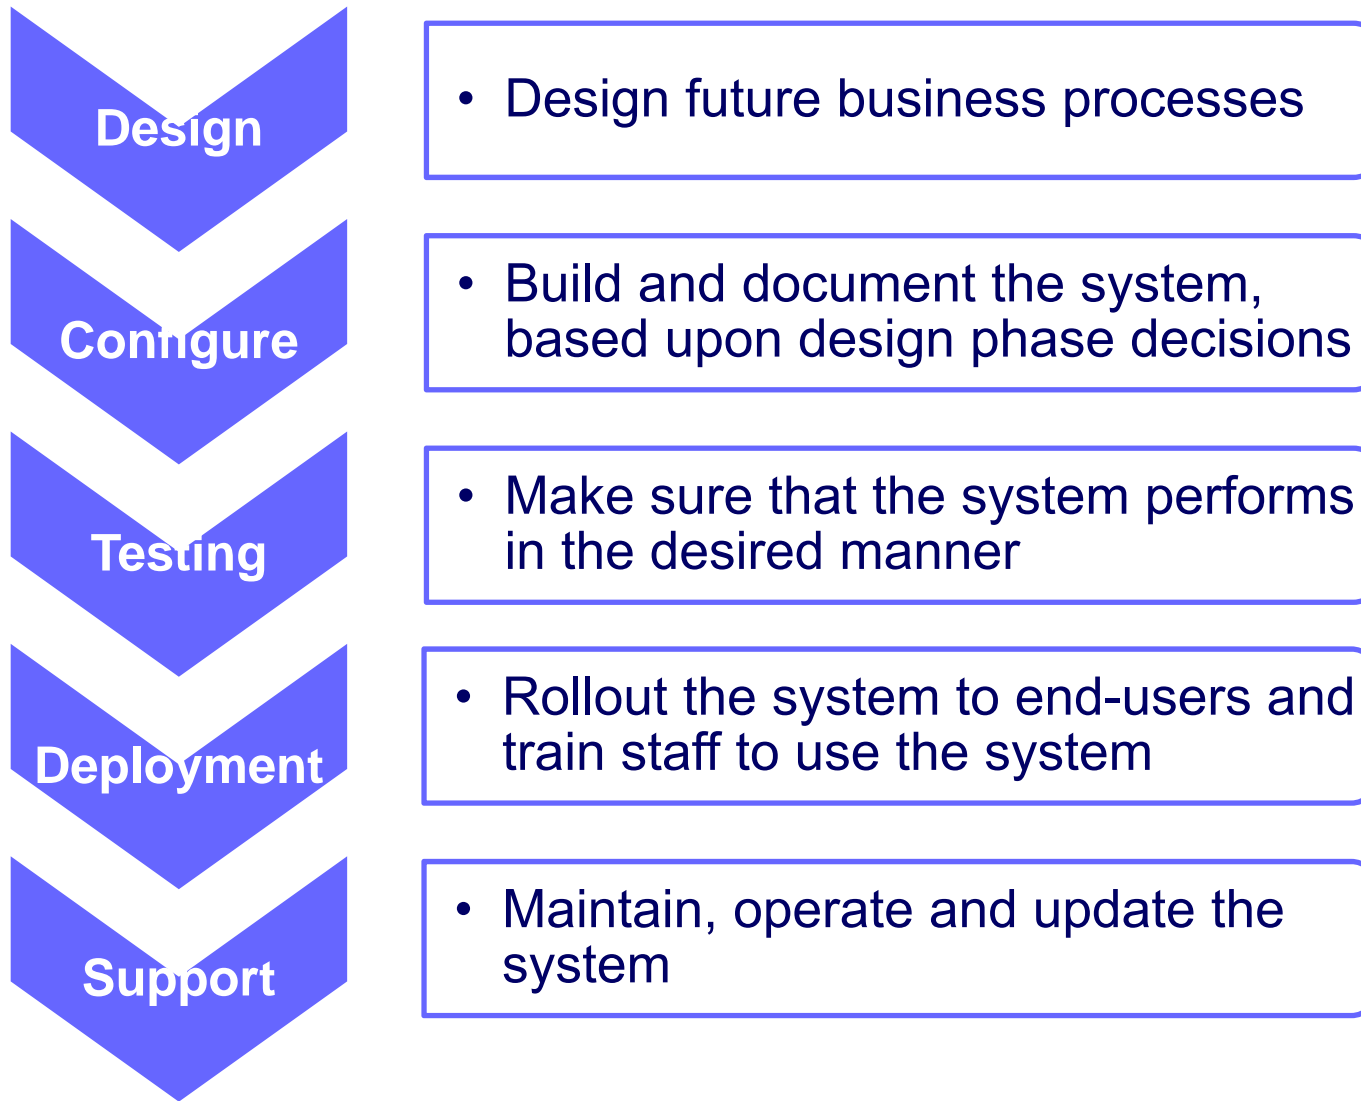 Design
• Design future business processes
Configure
• Build and document the system,
based upon design phase decisions
Testing
• Make sure that the system performs
in the desired manner
Deployment
• Rollout the system to end-users and
train staff to use the system
Support
• Maintain, operate and update the
system